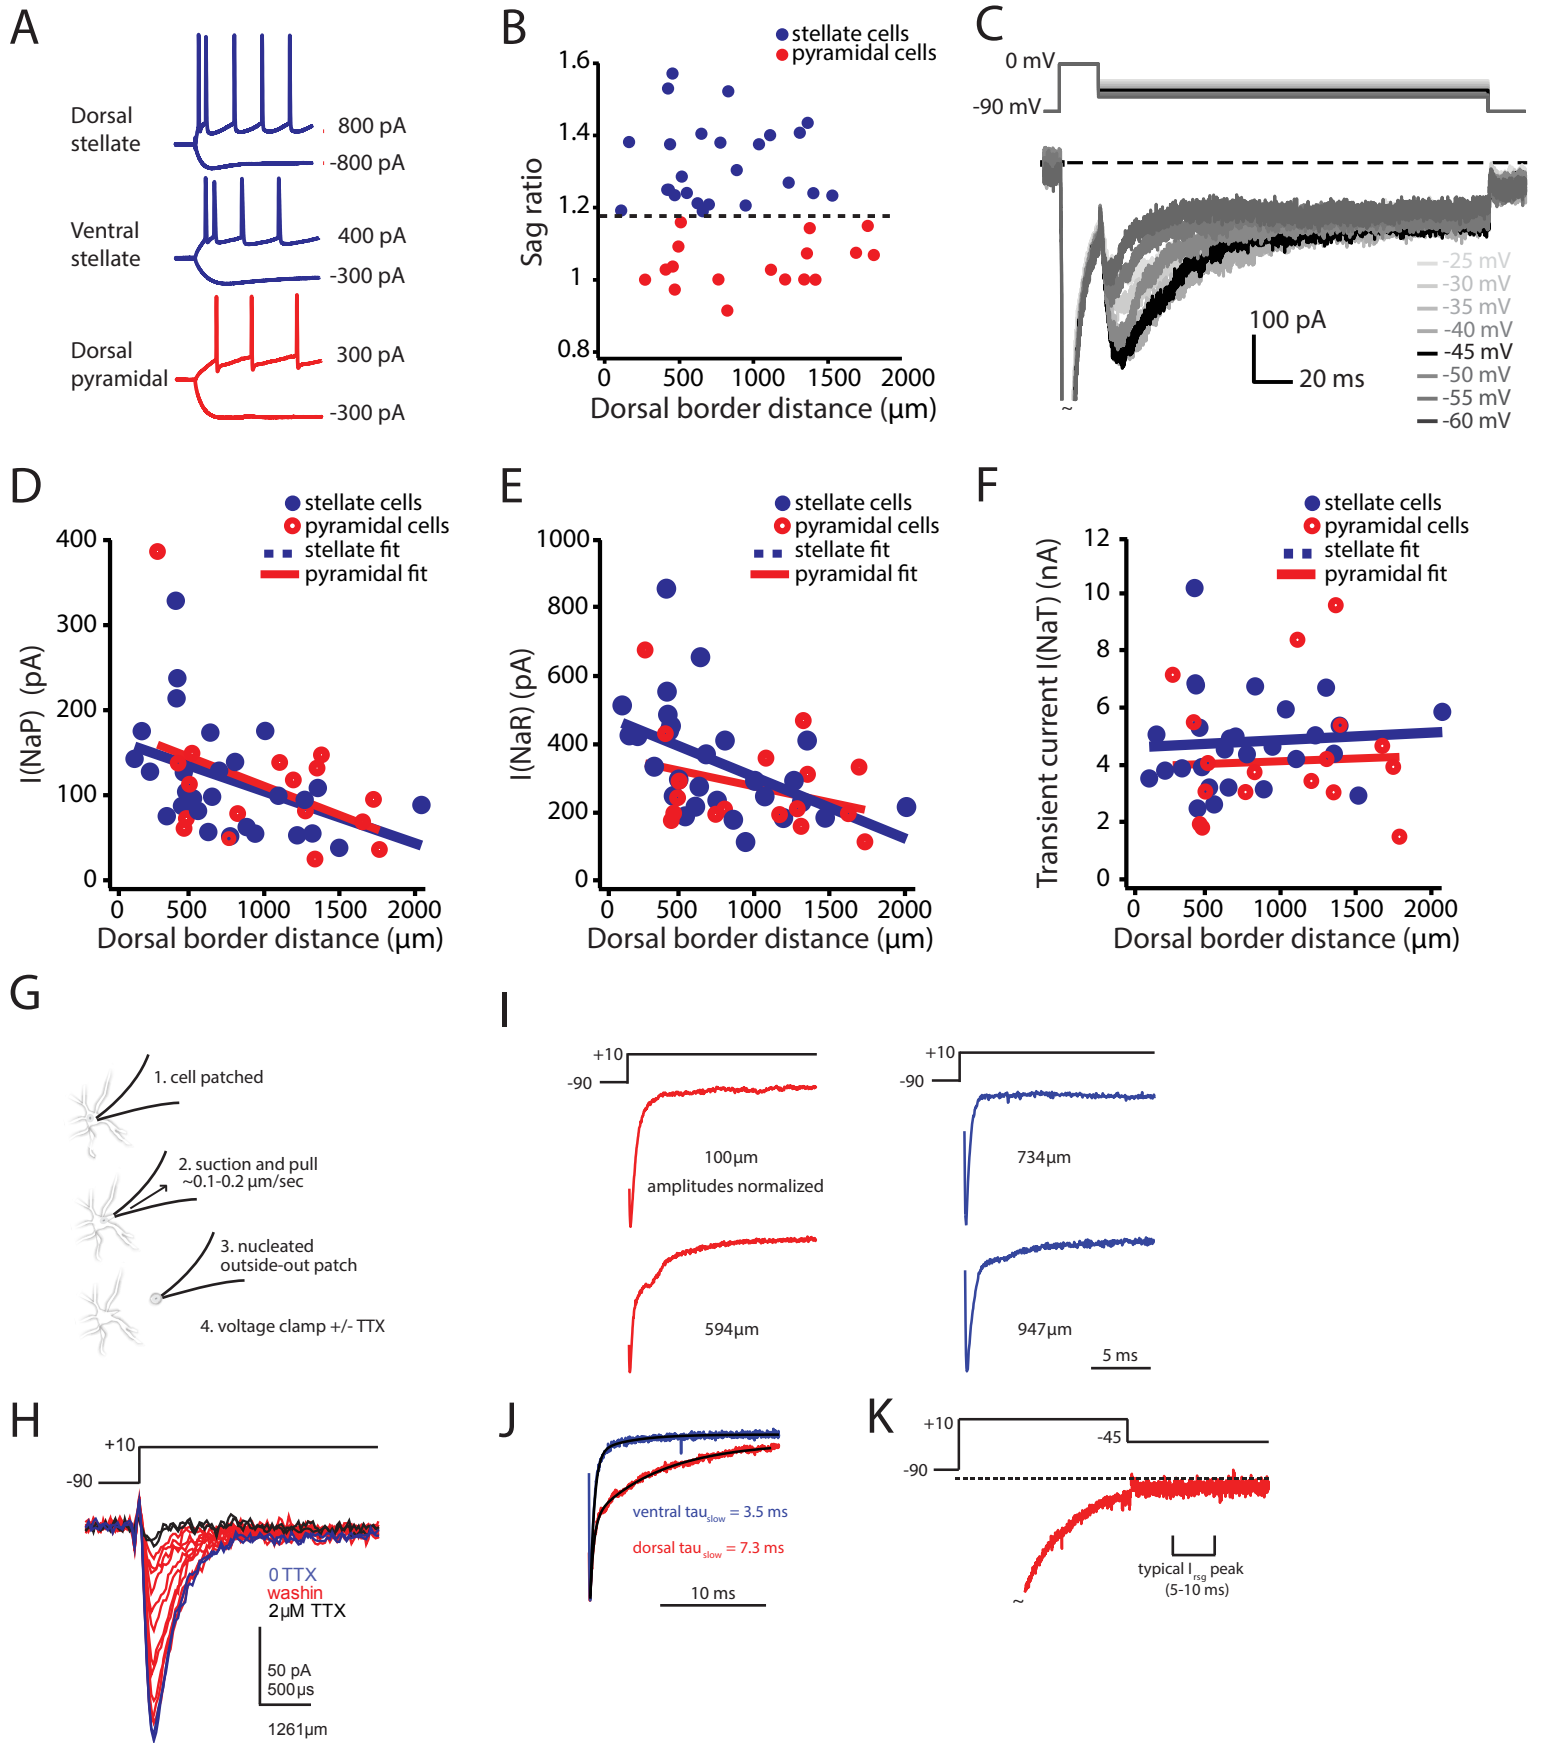 A
Dorsal
stellate
800 pA
-800 pA
Ventral
stellate
400 pA
-300 pA
Dorsal
pyramidal
300 pA
-300 pA
B
stellate cells
pyramidal cells
Sag ratio
1.6
1.4
1.2
1
0.8
0 500 1000 1500 2000
Dorsal border distance (µm)
C
0 mV
-90 mV
-25 mV
-30 mV
-35 mV
-40 mV
-45 mV
-50 mV
-55 mV
-60 mV
100 pA
20 ms
~
D
stellate cells
pyramidal cells
stellate fit
pyramidal fit
I(NaP) (pA)
400
300
200
100
0
0 500 1000 1500 2000
Dorsal border distance (µm)
E
stellate cells
pyramidal cells
stellate fit
pyramidal fit
I(NaR) (pA)
1000
800
600
400
200
0
0 500 1000 1500 2000
Dorsal border distance (µm)
F
stellate cells
pyramidal cells
stellate fit
pyramidal fit
Transient current I(NaT) (nA)
12
10
8
6
4
2
0
0 500 1000 1500 2000
Dorsal border distance (µm)
G
1. cell patched
2. suction and pull
~0.1-0.2 µm/sec
3. nucleated
outside-out patch
4. voltage clamp +/- TTX
H
+10
-90
0 TTX
washin
2µM TTX
50 pA
500µs
1261µm
I
+10
-90
100µm
amplitudes normalized
594µm
+10
-90
734µm
947µm
5 ms
J
ventral tau slow = 3.5 ms
dorsal tau slow = 7.3 ms
10 ms
K
+10
-45
-90
typical Irsg peak
(5-10 ms)
~